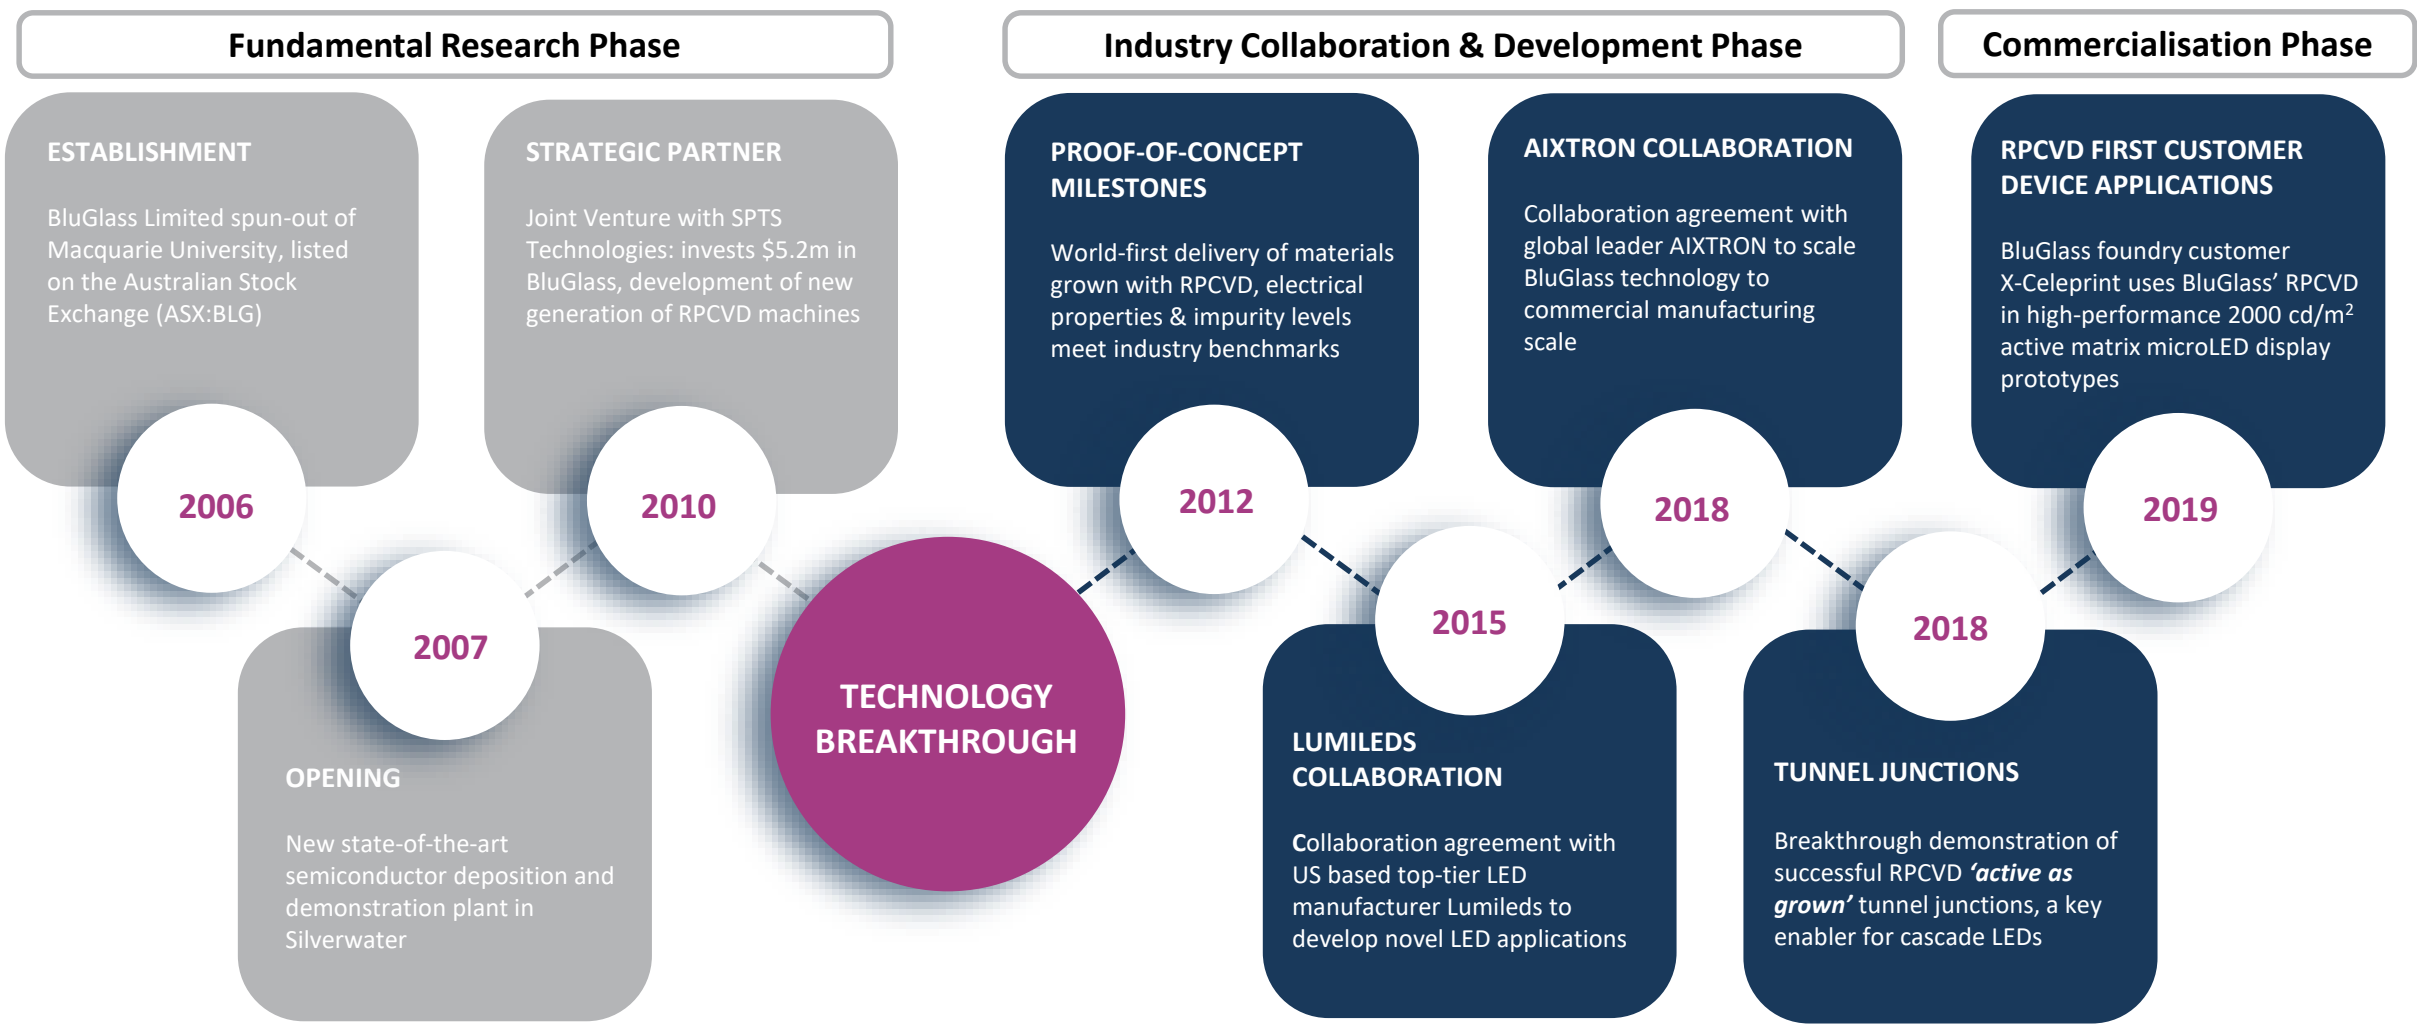 Fundamental Research Phase
Industry Collaboration & Development Phase
Commercialisation Phase
ESTABLISHMENT
BluGlass Limited spun-out of
Macquarie University, listed
on the Australian Stock
Exchange (ASX:BLG)
2006
2007
OPENING
New state-of-the-art
semiconductor deposition and
demonstration plant in
Silverwater
STRATEGIC PARTNER
Joint Venture with SPTS
Technologies: invests $5.2m in
BluGlass, development of new
generation of RPCVD machines
2010
TECHNOLOGY
BREAKTHROUGH
PROOF-OF-CONCEPT
MILESTONES
World-first delivery of materials
grown with RPCVD, electrical
properties & impurity levels
meet industry benchmarks
2012
2015
LUMILEDS
COLLABORATION
Collaboration agreement with
US based top-tier LED
manufacturer Lumileds to
develop novel LED applications
AIXTRON COLLABORATION
Collaboration agreement with
global leader AIXTRON to scale
BluGlass technology to
commercial manufacturing
scale
2018
2018
TUNNEL JUNCTIONS
Breakthrough demonstration of
successful RPCVD ‘active as
grown’ tunnel junctions, a key
enabler for cascade LEDs
RPCVD FIRST CUSTOMER
DEVICE APPLICATIONS
BluGlass foundry customer
X-Celeprint uses BluGlass’ RPCVD
in high-performance 2000 cd/m²
active matrix microLED display
prototypes
2019